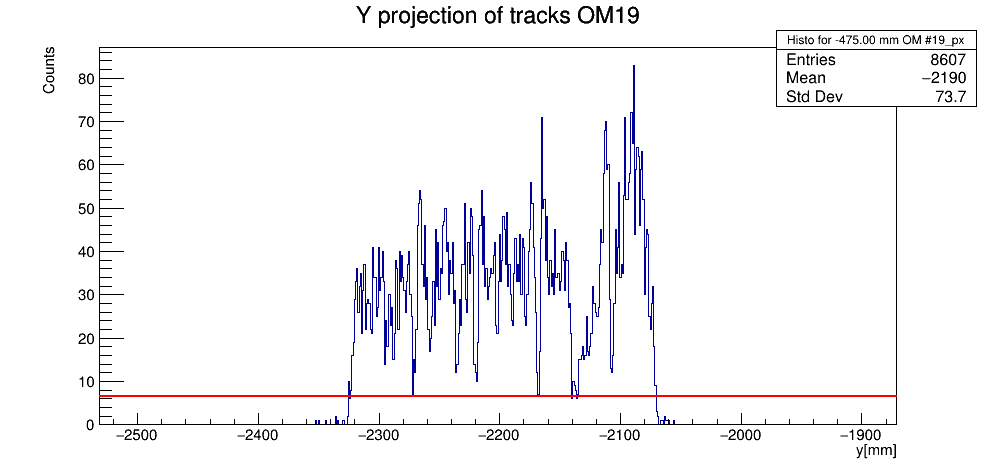 Y projection of tracks OM19
Histo for -475.00 mm OM #19_px
Entries 8607
Mean −2190
Std Dev 73.7
Counts
80
70
60
50
40
30
20
10
0
−2500 −2400 −2300 −2200 −2100 −2000 −1900
y[mm]